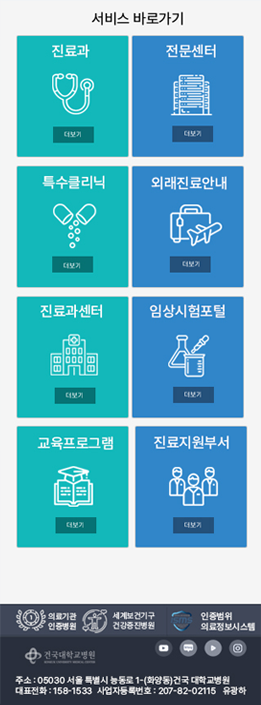 서비스 바로가기
진료과
더보기
전문센터
더보기
특수클리닉
더보기
외래진료안내
더보기
진료과센터
더보기
임상시험포털
더보기
교육프로그램
더보기
진료지원부서
더보기
의료기관
인증병원
세계보건기구
건강증진병원
인증범위
의료정보시스템
건국대학교병원
KONKUK UNIVERSITY MEDICAL CENTER
주소 : 05030 서울 특별시 능동로 1-(화양동)건국 대학교병원
대표전화 : 158-1533 사업자등록번호 : 207-82-02115 유광하